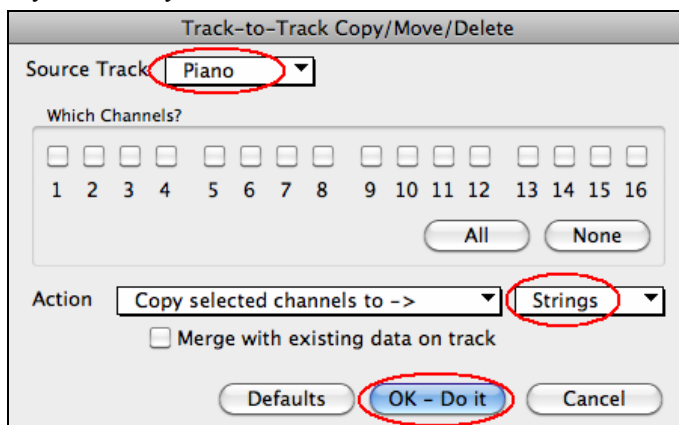 Track-to-Track Copy/Move/Delete
Source Track Piano
Which Channels?
1 2 3 4 5 6 7 8 9 10 11 12 13 14 15 16
All None
Action Copy selected channels to -> Strings
Merge with existing data on track
Defaults OK - Do it Cancel